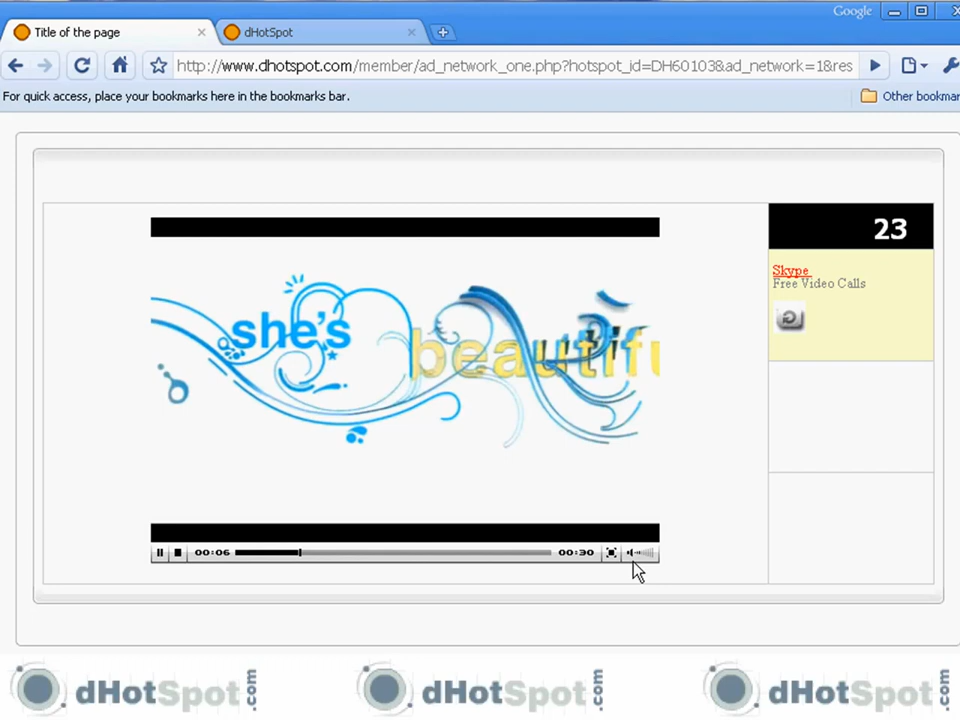 Google
Title of the page
dHotSpot
http://www.dhotspot.com/member/ad_network_one.php?hotspot_id=DH60103&ad_network=1&res
For quick access, place your bookmarks here in the bookmarks bar.
Other bookmar
23
Skype
Free Video Calls
she's
beautifu
00:06
00:30
dHotSpot.com dHotSpot.com dHotSpot.com